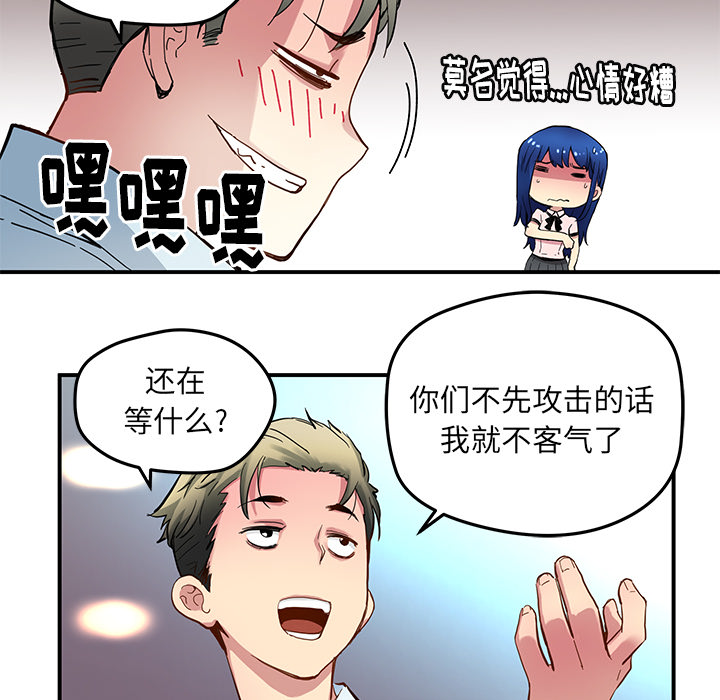 莫名觉得...心情好糟
嘿嘿嘿
还在
等什么?
你们不先攻击的话
我就不客气了